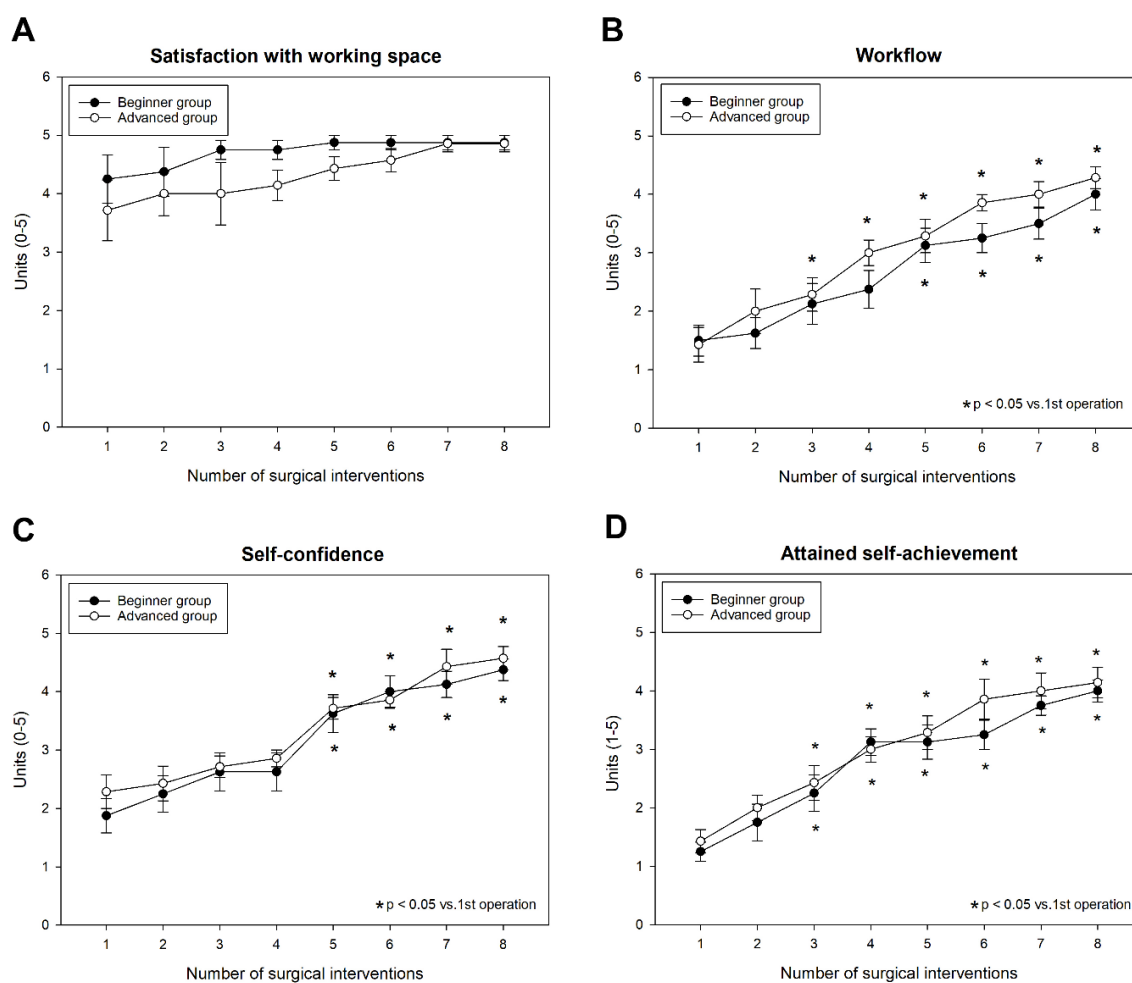 A
Satisfaction with working space
6
5
4
3
2
1
0
Units (0-5)
Beginner group
Advanced group
1 2 3 4 5 6 7 8
Number of surgical interventions
B
Workflow
6
5
4
3
2
1
0
Units (0-5)
Beginner group
Advanced group
* * * * * *
* * * *
* p < 0.05 vs.1st operation
1 2 3 4 5 6 7 8
Number of surgical interventions
C
Self-confidence
6
5
4
3
2
1
0
Units (0-5)
Beginner group
Advanced group
* * * *
* * * *
* p < 0.05 vs.1st operation
1 2 3 4 5 6 7 8
Number of surgical interventions
D
Attained self-achievement
6
5
4
3
2
1
0
Units (1-5)
Beginner group
Advanced group
* * * * * *
* * * * * *
* p < 0.05 vs.1st operation
1 2 3 4 5 6 7 8
Number of surgical interventions